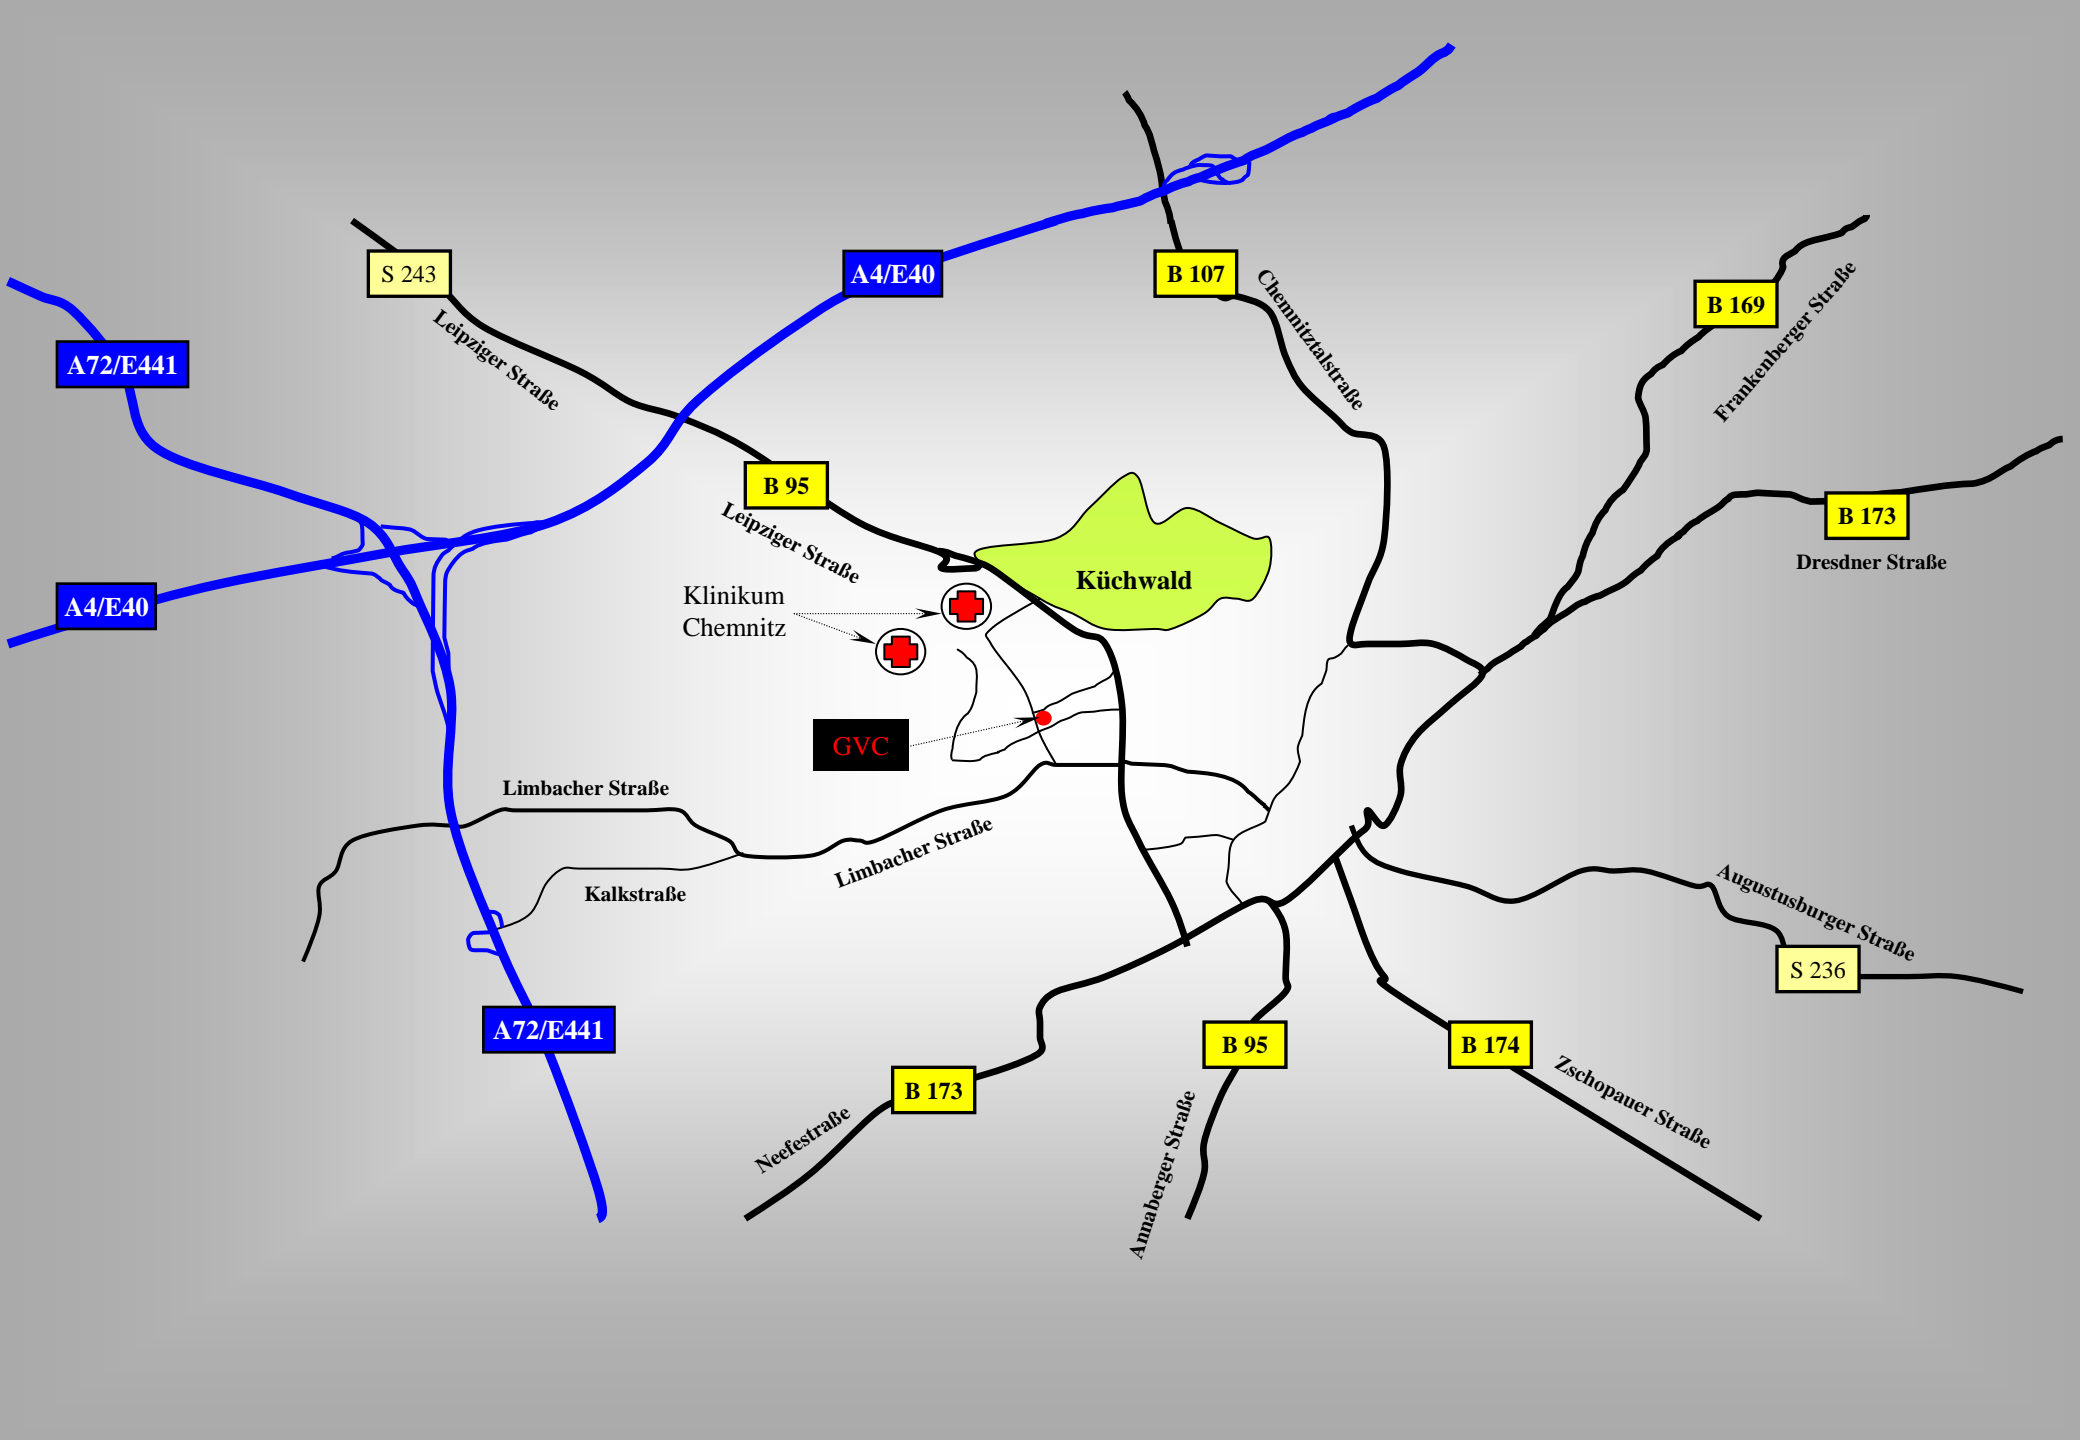 S 243
A4/E40
B 107
Chemnitztalstraße
B 169
Frankenberger Straße
Leipziger Straße
A72/E441
B 95
Leipziger Straße
B 173
Dresdner Straße
Küchwald
Klinikum
Chemnitz
A4/E40
GVC
Limbacher Straße
Limbacher Straße
Kalkstraße
Augustusburger Straße
S 236
A72/E441
B 95
B 174
Zschopauer Straße
B 173
Neefestraße
Annaberger Straße